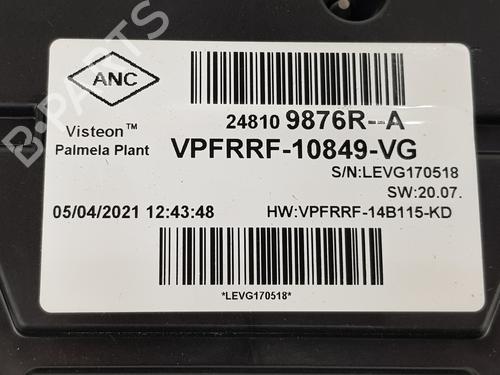 ANC
Visteon™
Palmela Plant
24810 9876R--A
VPFRRF-10849-VG
S/N:LEVG170518
SW:20.07.
05/04/2021 12:43:48
HW:VPFRRF-14B115-KD
*LEVG170518*
B-PARTS